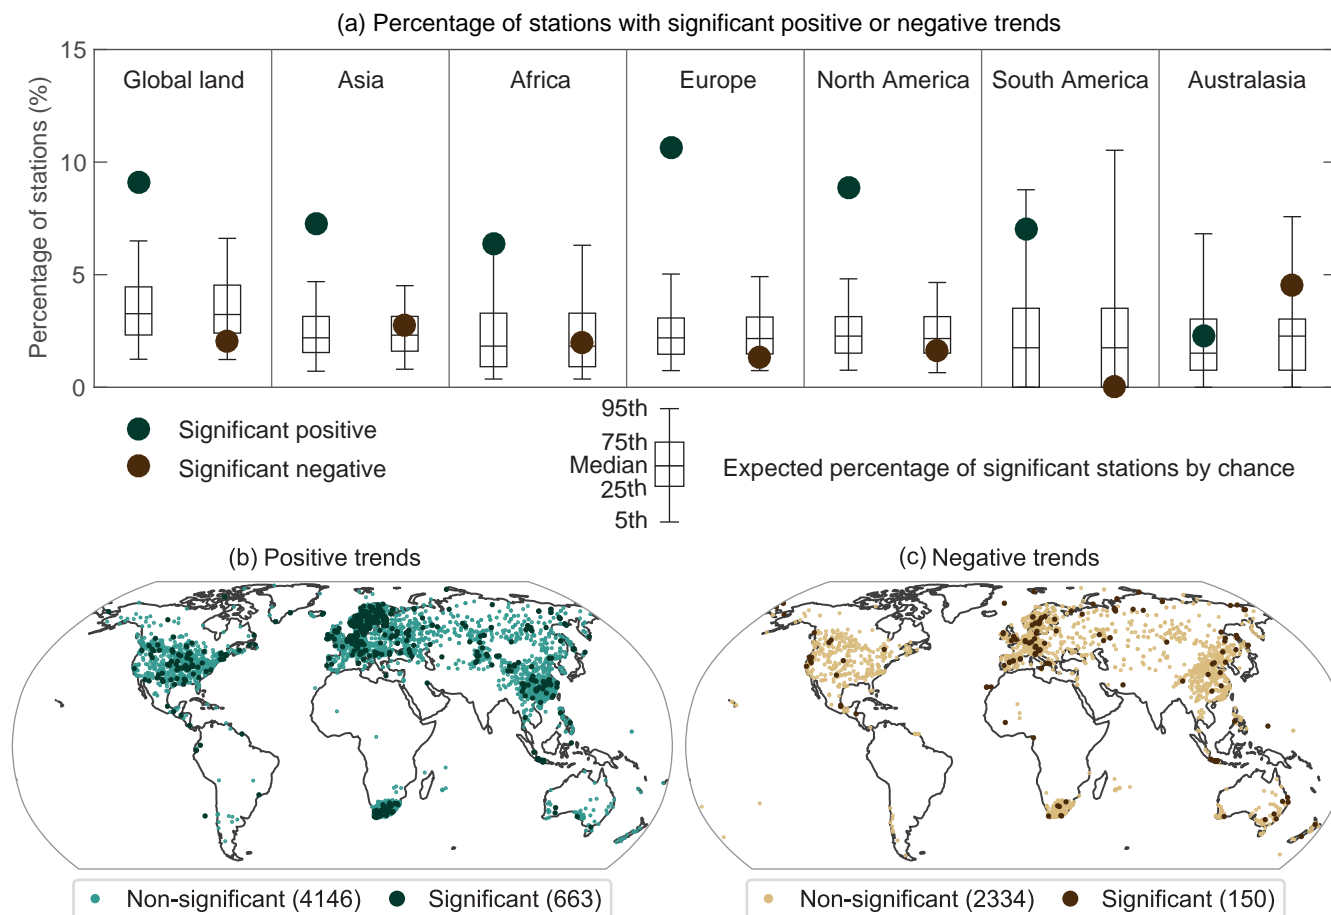 (a) Percentage of stations with significant positive or negative trends
Percentage of stations (%)
15
10
5
0
Global land
Asia
Africa
Europe
North America
South America
Australasia
Significant positive
Significant negative
95th
75th
Median
25th
5th
Expected percentage of significant stations by chance
(b) Positive trends
(c) Negative trends
Non-significant (4146)
Significant (663)
Non-significant (2334)
Significant (150)